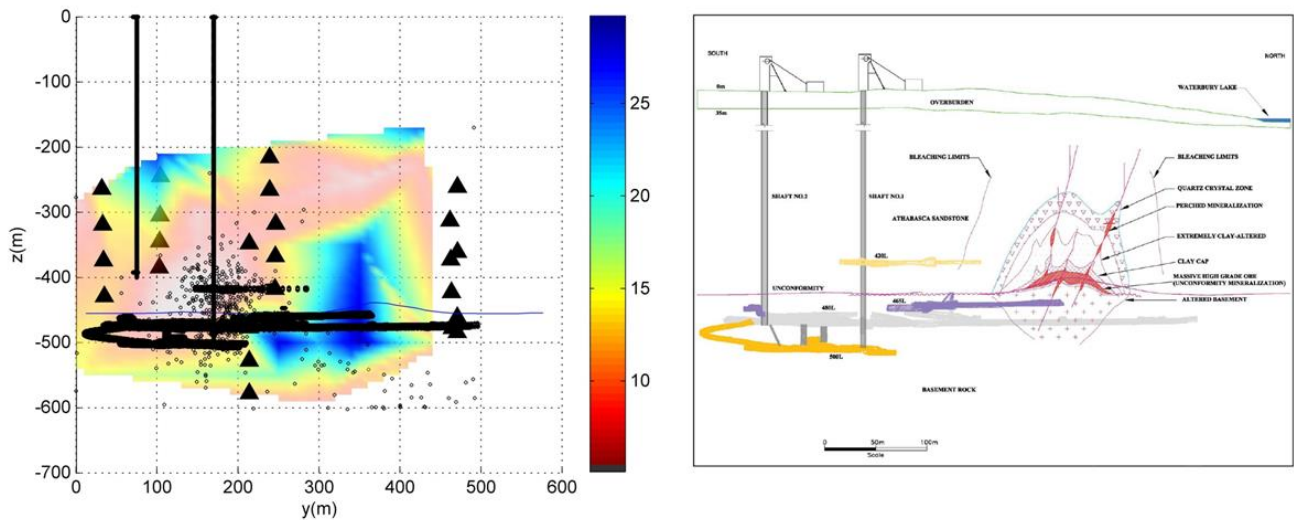 0
-100
-200
-300
-400
-500
-600
-700
z(m)
0 100 200 300 400 500 600
y(m)
25
20
15
10
SOUTH
NORTH
0m
35m
OVERBURDEN
WATERBURY LAKE
BLEACHING LIMITS
BLEACHING LIMITS
QUARTZ CRYSTAL ZONE
SHAFT NO.2
SHAFT NO.1
PERCHED MINERALIZATION
ATHABASCA SANDSTONE
EXTREMELY CLAY-ALTERED
420L
CLAY CAP
MASSIVE HIGH GRADE ORE
(UNCONFORMITY MINERALIZATION)
UNCONFORMITY
465L
ALTERED BASEMENT
480L
500L
BASEMENT ROCK
0 50m 100m
Scale